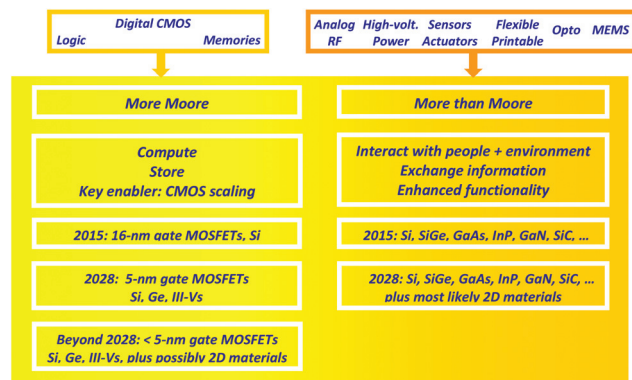 Digital CMOS
Logic Memories
Analog High-volt. Sensors Flexible Opto MEMS
RF Power Actuators Printable
More Moore
Compute
Store
Key enabler: CMOS scaling
2015: 16-nm gate MOSFETs, Si
2028: 5-nm gate MOSFETs
Si, Ge, III-Vs
Beyond 2028: < 5-nm gate MOSFETs
Si, Ge, III-Vs, plus possibly 2D materials
More than Moore
Interact with people + environment
Exchange information
Enhanced functionality
2015: Si, SiGe, GaAs, InP, GaN, SiC, ...
2028: Si, SiGe, GaAs, InP, GaN, SiC, ...
plus most likely 2D materials